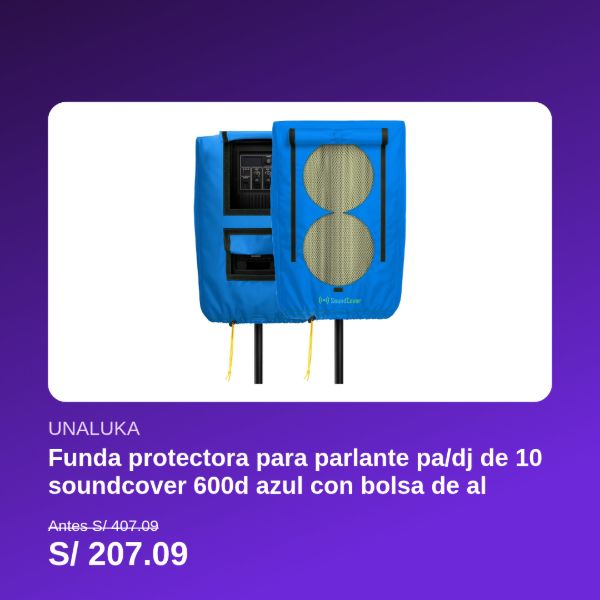 ((•)) SoundCover
UNALUKA
Funda protectora para parlante pa/dj de 10
soundcover 600d azul con bolsa de al
Antes S/ 407.09
S/ 207.09